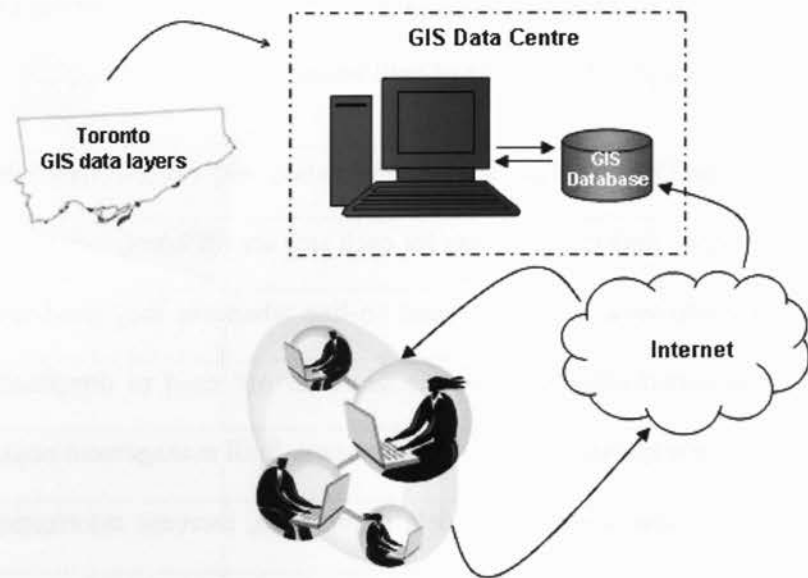 GIS Data Centre
Toronto
GIS data layers
GIS
Database
Internet